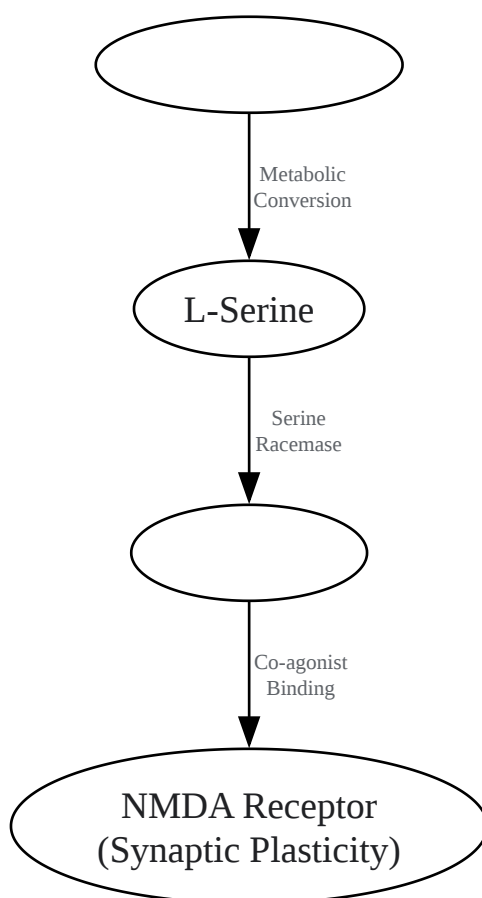 Metabolic
Conversion
L-Serine
Serine
Racemase
Co-agonist
Binding
NMDA Receptor
(Synaptic Plasticity)